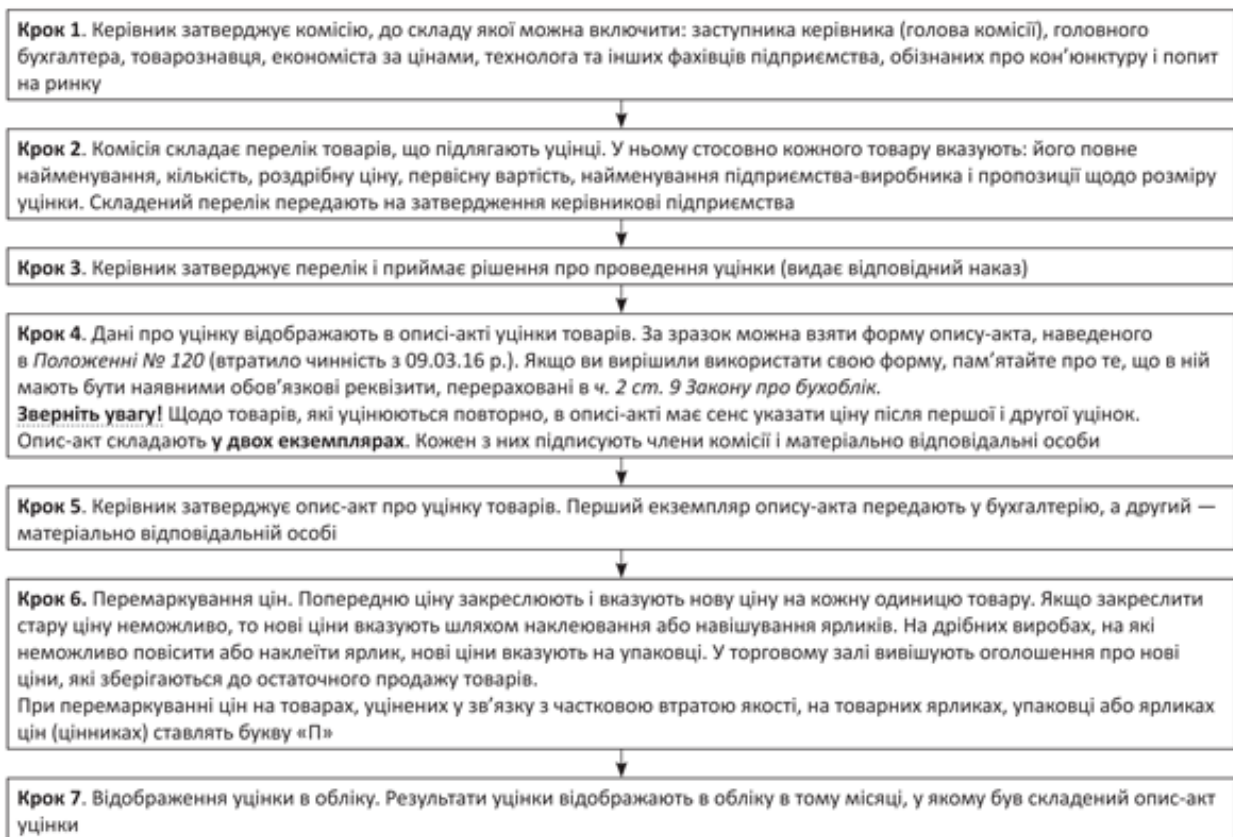 Крок 1. Керівник затверджує комісію, до складу якої можна включити: заступника керівника (голова комісії), головного
бухгалтера, товарознавця, економіста за цінами, технолога та інших фахівців підприємства, обізнаних про кон’юнктуру і попит
на ринку
Крок 2. Комісія складає перелік товарів, що підлягають уцінці. У ньому стосовно кожного товару вказують: його повне
найменування, кількість, роздрібну ціну, первісну вартість, найменування підприємства-виробника і пропозиції щодо розміру
уцінки. Складений перелік передають на затвердження керівникові підприємства
Крок 3. Керівник затверджує перелік і приймає рішення про проведення уцінки (видає відповідний наказ)
Крок 4. Дані про уцінку відображають в описі-акті уцінки товарів. За зразок можна взяти форму опису-акта, наведеного
в Положенні № 120 (втратило чинність з 09.03.16 р.). Якщо ви вирішили використати свою форму, пам’ятайте про те, що в ній
мають бути наявними обов’язкові реквізити, перераховані в ч. 2 ст. 9 Закону про бухоблік.
Зверніть увагу! Щодо товарів, які уцінюються повторно, в описі-акті має сенс указати ціну після першої і другої уцінок.
Опис-акт складають у двох екземплярах. Кожен з них підписують члени комісії і матеріально відповідальні особи
Крок 5. Керівник затверджує опис-акт про уцінку товарів. Перший екземпляр опису-акта передають у бухгалтерію, а другий —
матеріально відповідальній особі
Крок 6. Перемаркування цін. Попередню ціну закреслюють і вказують нову ціну на кожну одиницю товару. Якщо закреслити
стару ціну неможливо, то нові ціни вказують шляхом наклеювання або навішування ярликів. На дрібних виробах, на які
неможливо повісити або наклеїти ярлик, нові ціни вказують на упаковці. У торговому залі вивішують оголошення про нові
ціни, які зберігаються до остаточного продажу товарів.
При перемаркуванні цін на товарах, уцінених у зв’язку з частковою втратою якості, на товарних ярликах, упаковці або ярликах
цін (цінниках) ставлять букву «П»
Крок 7. Відображення уцінки в обліку. Результати уцінки відображають в обліку в тому місяці, у якому був складений опис-акт
уцінки